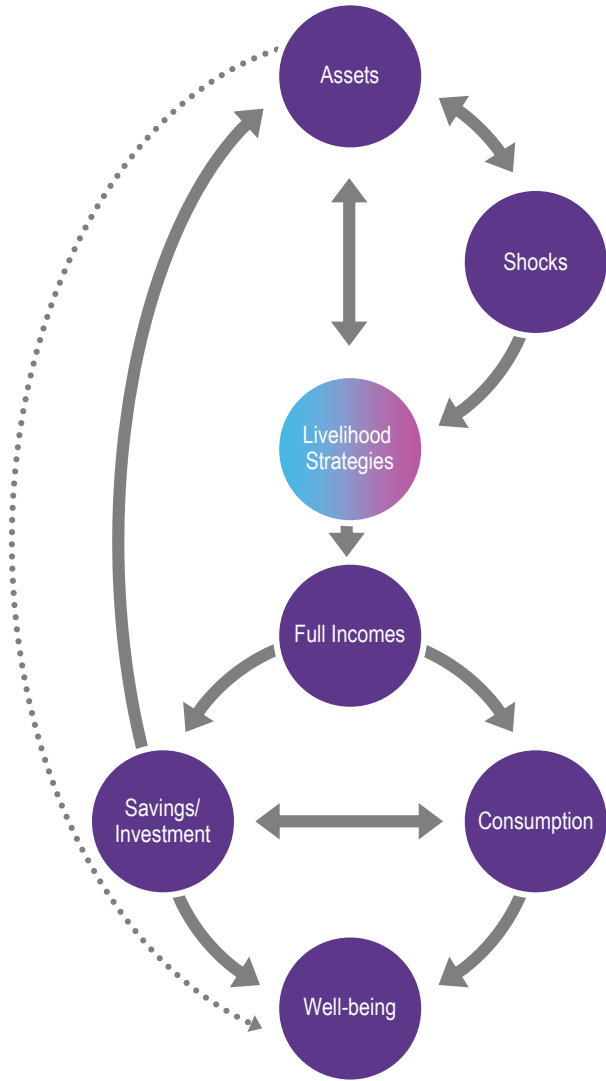 Assets
Shocks
Livelihood
Strategies
Full Incomes
Savings/
Investment
Consumption
Well-being